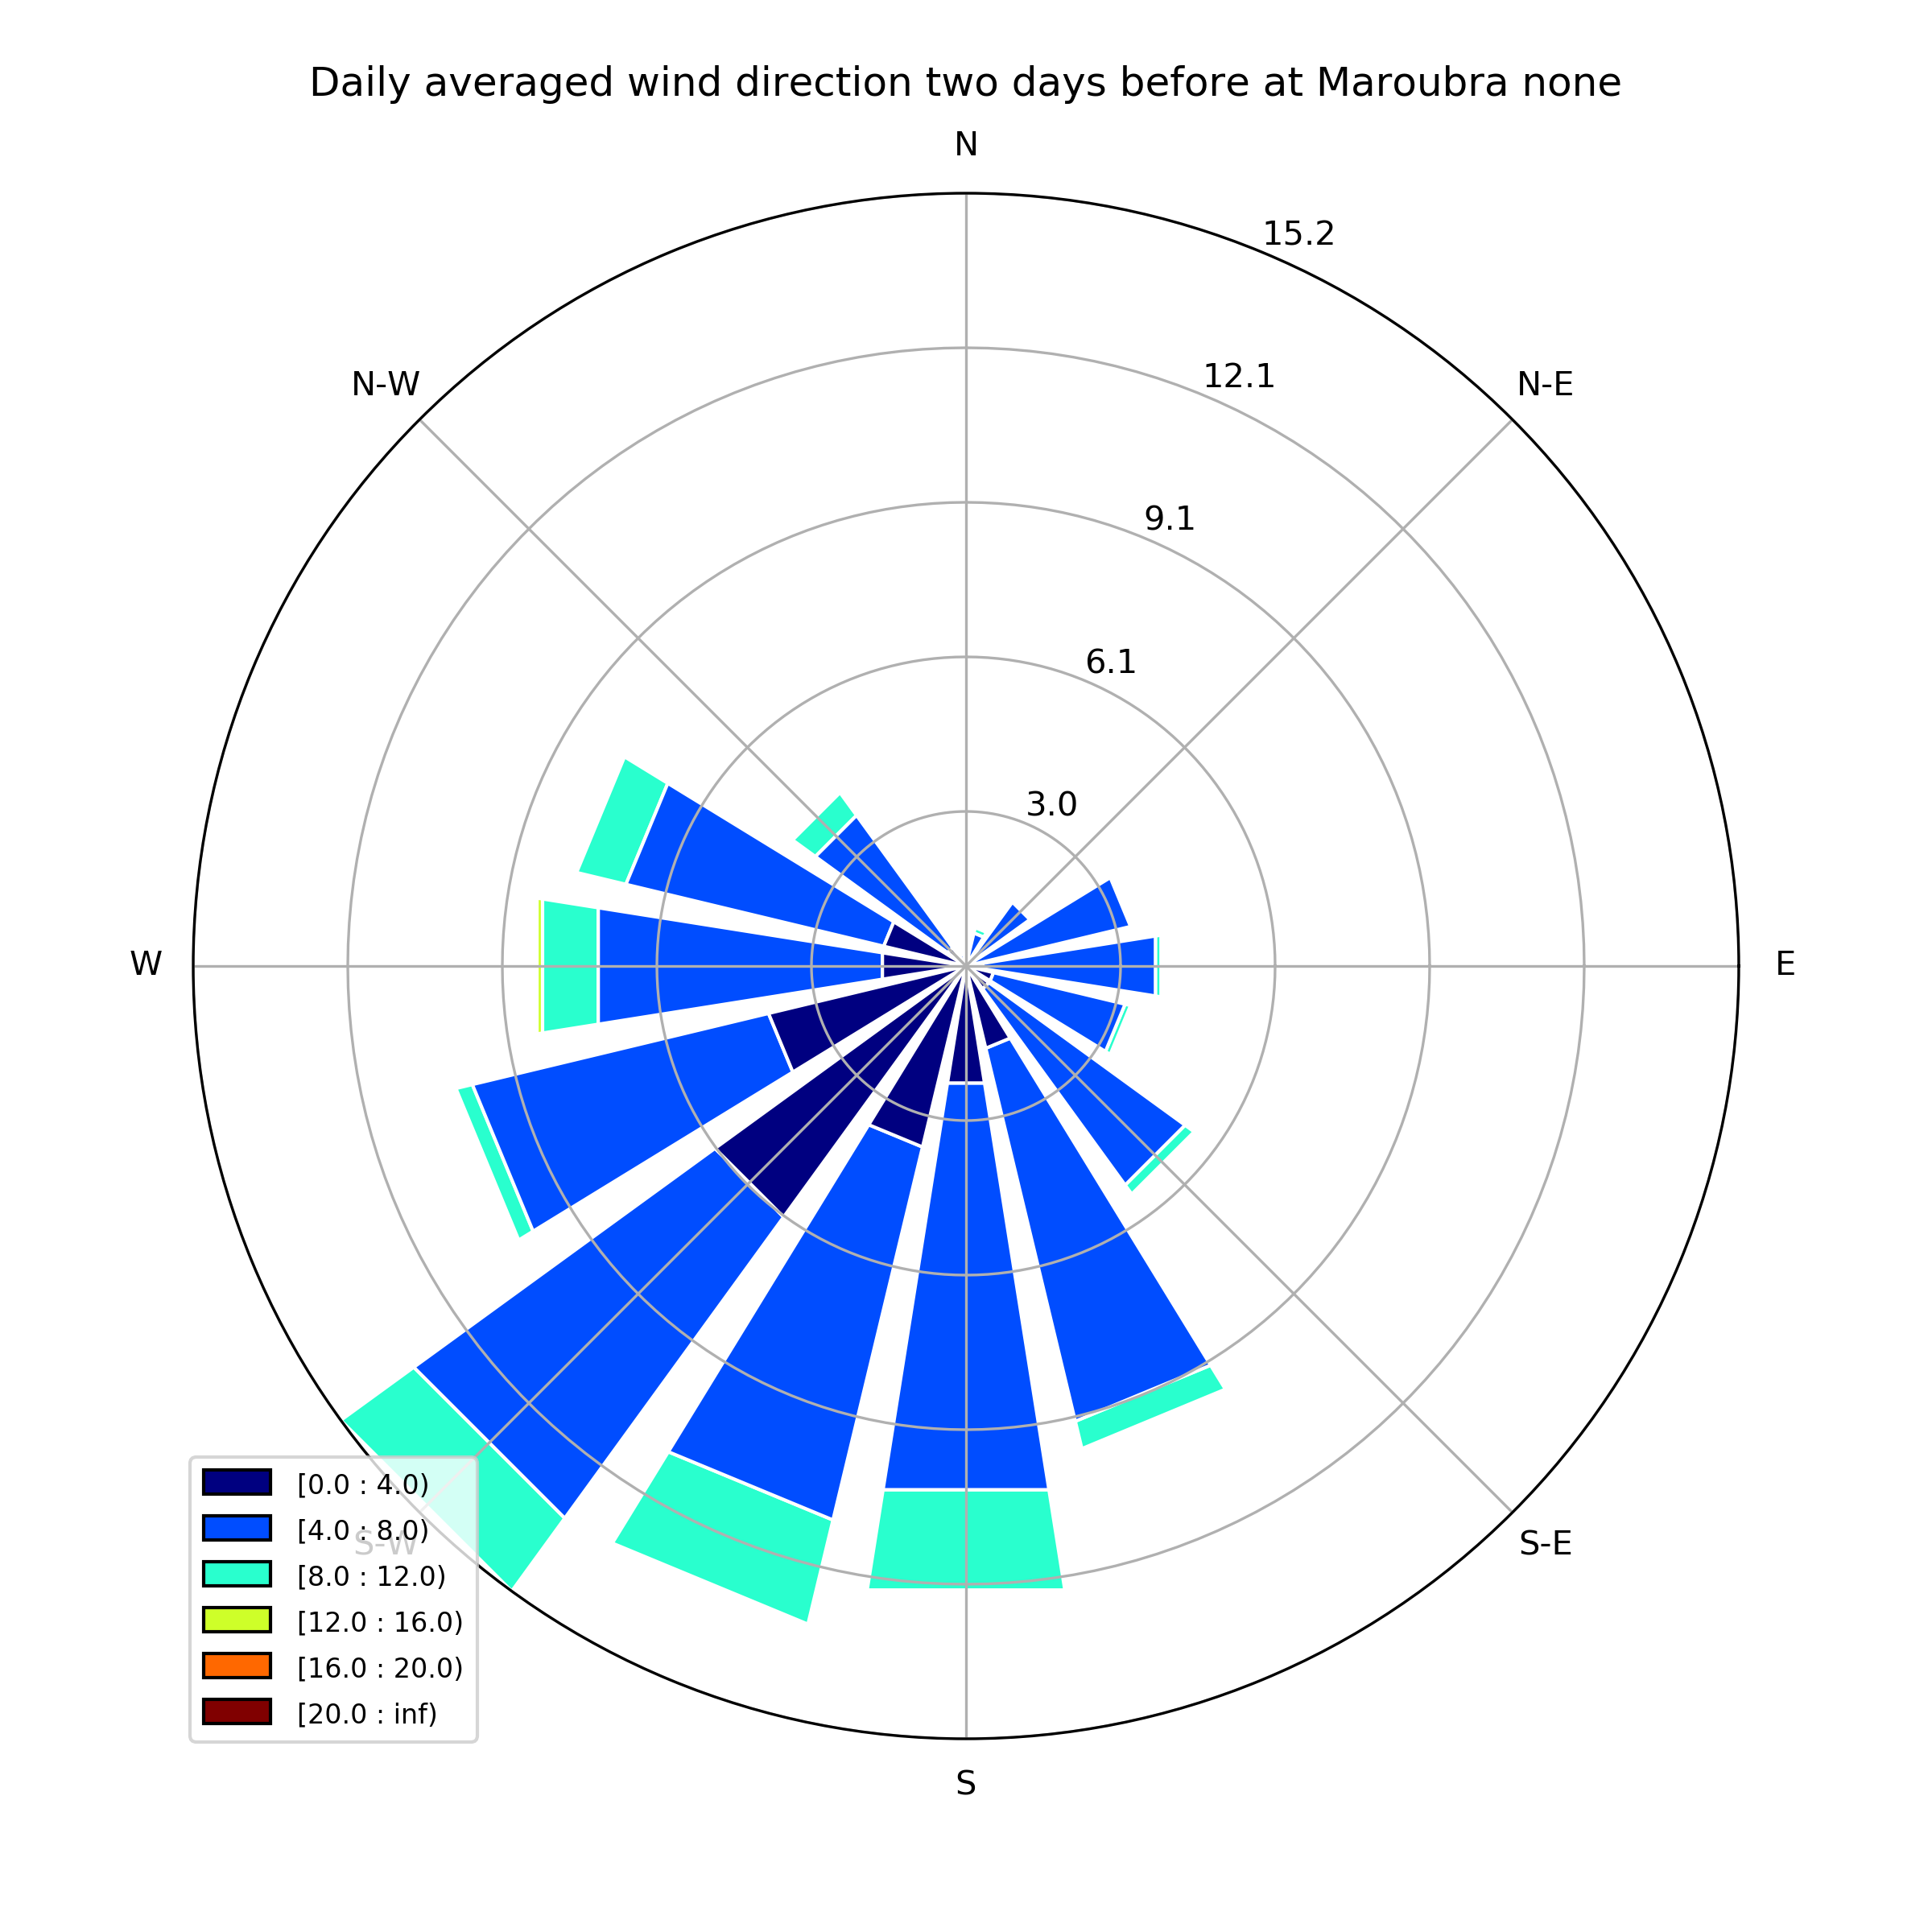 Daily averaged wind direction two days before at Maroubra none
N
15.2
N-W
12.1
N-E
9.1
6.1
3.0
W
E
[0.0 : 4.0)
[4.0 : 8.0)
S-W
S-E
[8.0 : 12.0)
[12.0 : 16.0)
[16.0 : 20.0)
[20.0 : inf)
S